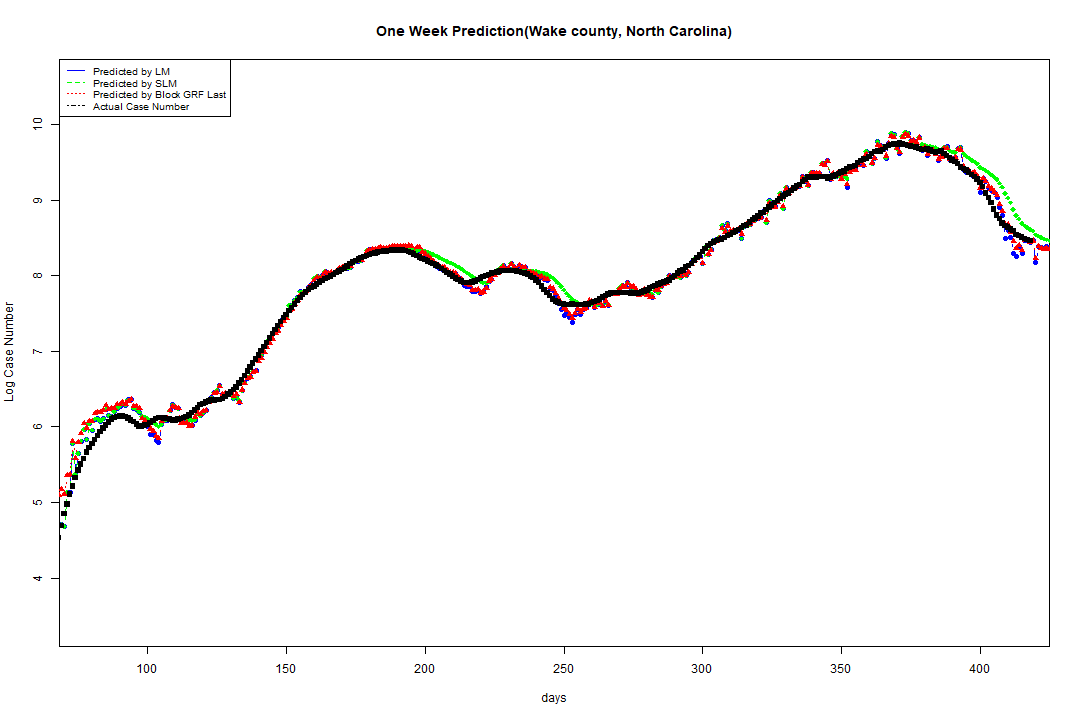 One Week Prediction(Wake county, North Carolina)
Predicted by LM
Predicted by SLM
Predicted by Block GRF Last
Actual Case Number
10
9
8
7
6
5
4
Log Case Number
100 150 200 250 300 350 400
days